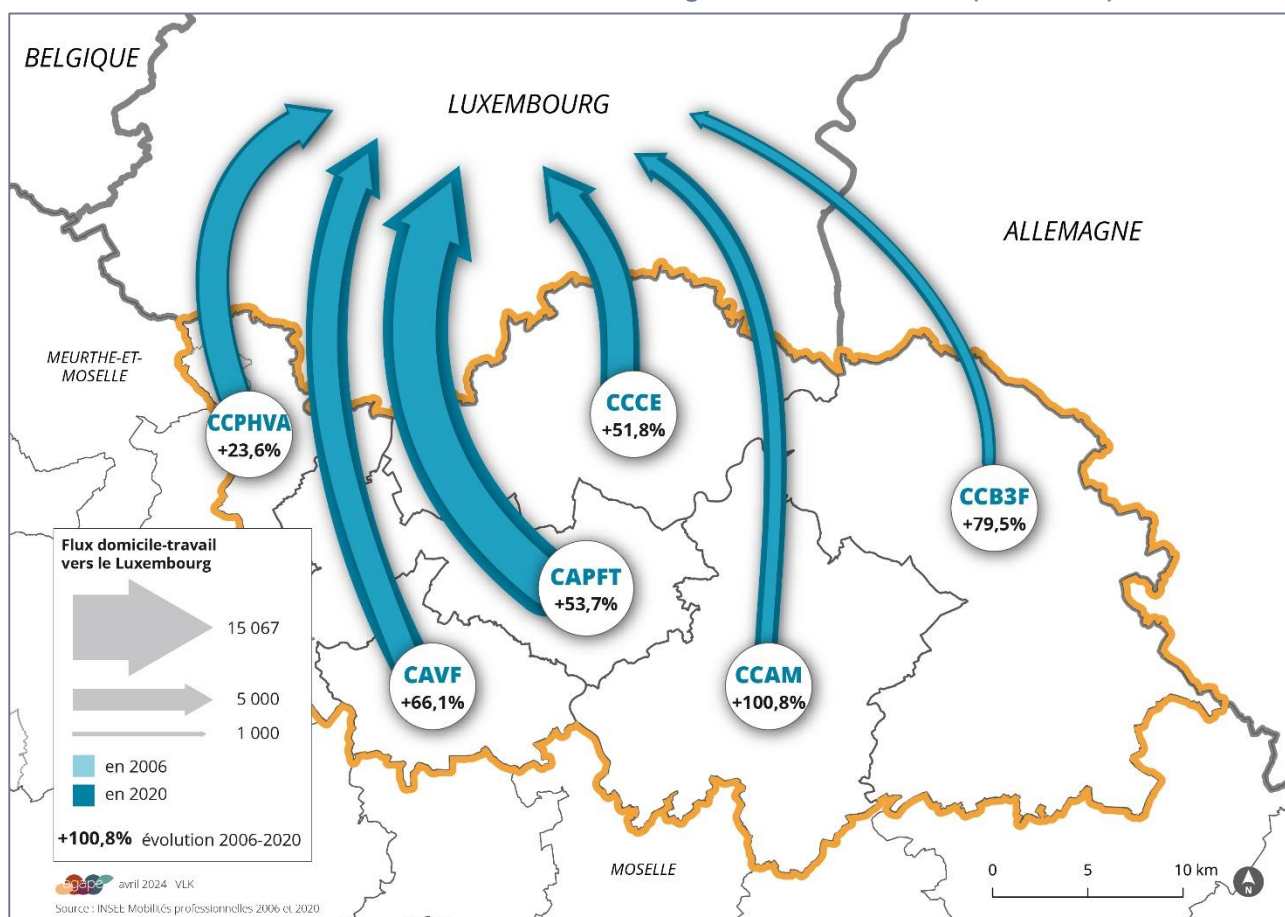 BELGIQUE
LUXEMBOURG
ALLEMAGNE
MEURTHE-ET-
MOSELLE
CCPHVA
+23,6%
CCCE
+51,8%
CCB3F
+79,5%
CAPFT
+53,7%
CAVF
+66,1%
CCAM
+100,8%
Flux domicile-travail
vers le Luxembourg
15 067
5 000
1 000
en 2006
en 2020
+100,8% évolution 2006-2020
MOSELLE
0 5 10 km
N
agape avril 2024 VLK
Source : INSEE Mobilités professionnelles 2006 et 2020